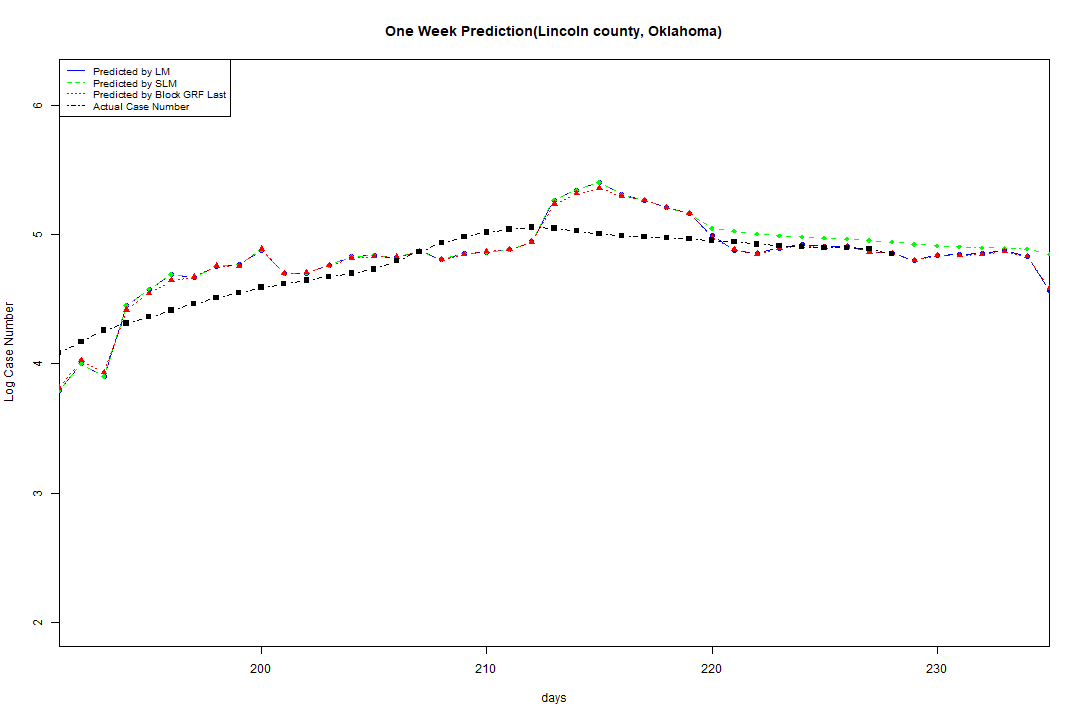 One Week Prediction(Lincoln county, Oklahoma)
Predicted by LM
Predicted by SLM
Predicted by Block GRF Last
Actual Case Number
6
5
4
3
2
Log Case Number
200 210 220 230
days